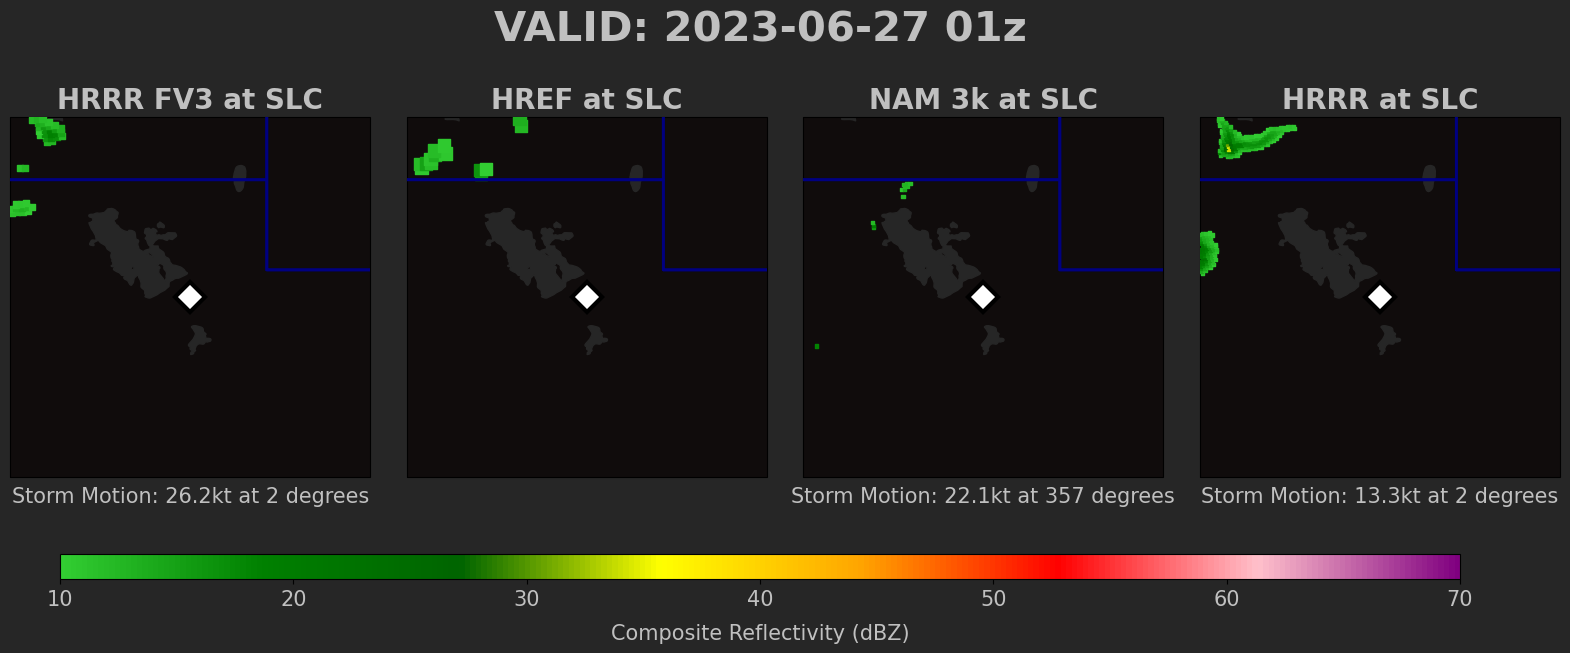 VALID: 2023-06-27 01z
HRRR FV3 at SLC
HREF at SLC
NAM 3k at SLC
HRRR at SLC
Storm Motion: 26.2kt at 2 degrees
Storm Motion: 22.1kt at 357 degrees
Storm Motion: 13.3kt at 2 degrees
10 20 30 40 50 60 70
Composite Reflectivity (dBZ)